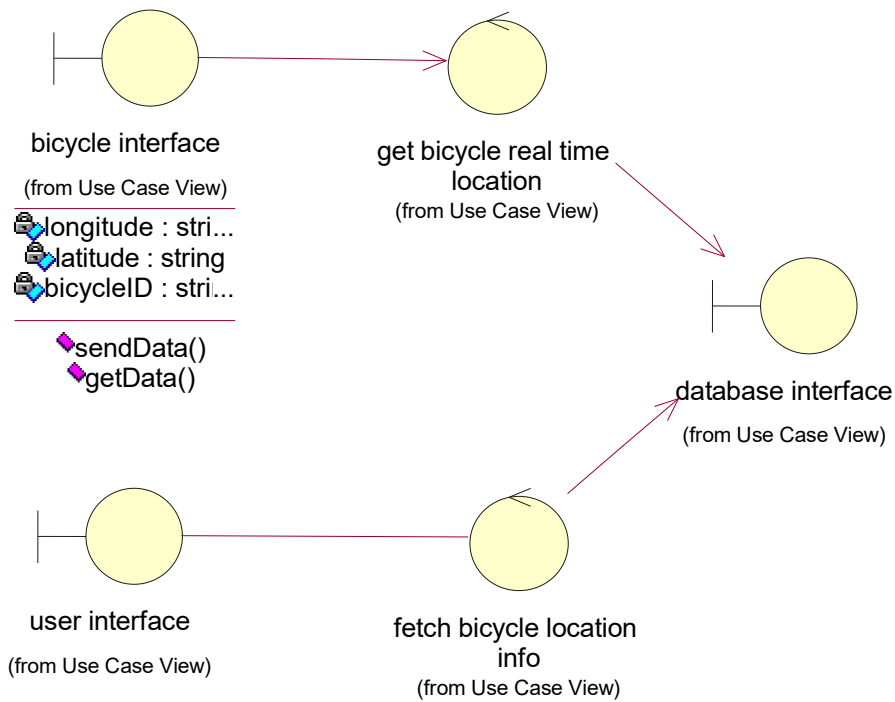 bicycle interface
(from Use Case View)
longitude : stri...
latitude : string
bicycleID : stri...
sendData()
getData()
get bicycle real time
location
(from Use Case View)
database interface
(from Use Case View)
user interface
(from Use Case View)
fetch bicycle location
info
(from Use Case View)